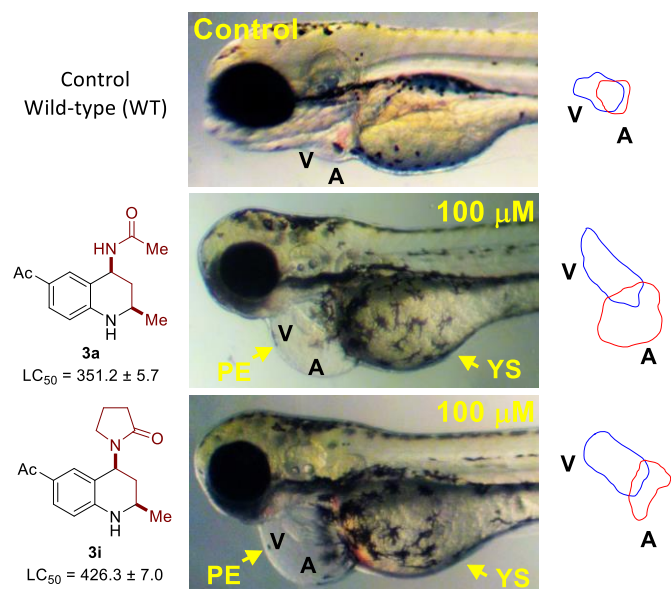 Control
Wild-type (WT)
Control
V
A
V
A
O
HN
Me
Ac
N
H
Me
3a
LC50 = 351.2 ± 5.7
100 μM
V
A
PE
YS
V
A
N
O
Ac
N
H
Me
3i
LC50 = 426.3 ± 7.0
100 μM
V
A
PE
YS
V
A